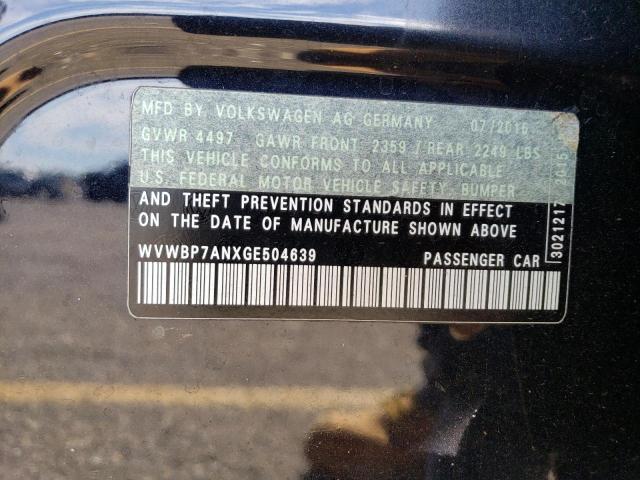 MFD BY VOLKSWAGEN AG GERMANY 07/2015
GVWR 4497 GAWR FRONT 2359 / REAR 2249 LBS
THIS VEHICLE CONFORMS TO ALL APPLICABLE
U.S. FEDERAL MOTOR VEHICLE SAFETY, BUMPER
AND THEFT PREVENTION STANDARDS IN EFFECT
ON THE DATE OF MANUFACTURE SHOWN ABOVE
WVWBP7ANXGE504639 PASSENGER CAR
30212172015